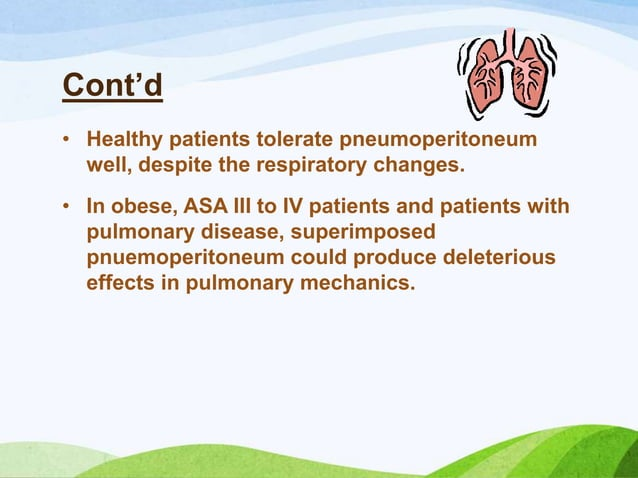 Cont’d
• Healthy patients tolerate pneumoperitoneum
well, despite the respiratory changes.
• In obese, ASA III to IV patients and patients with
pulmonary disease, superimposed
pnuemoperitoneum could produce deleterious
effects in pulmonary mechanics.